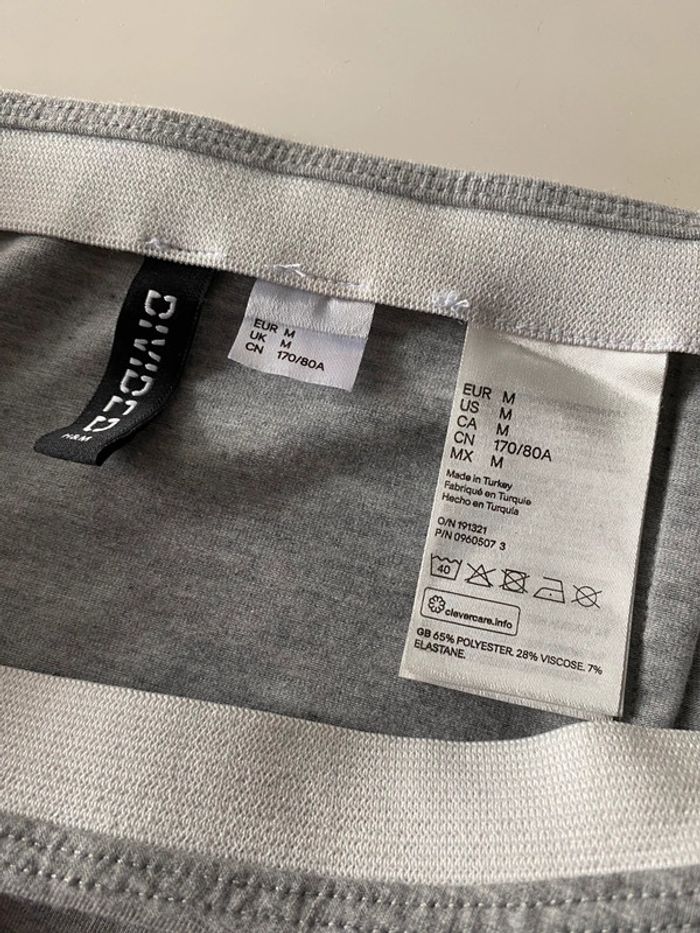 DIVIDED
H&M
EUR M
UK M
CN 170/80A
EUR M
US M
CA M
CN 170/80A
MX M
Made in Turkey
Fabriqué en Turquie
Hecho en Turquía
O/N 191321
P/N 0960507 3
40
clevercare.info
GB 65% POLYESTER. 28% VISCOSE. 7%
ELASTANE.